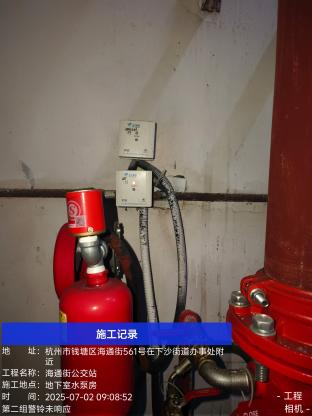 施工记录
地　址：杭州市钱塘区海通街561号在下沙街道办事处附
近
工程名称：海通街公交站
施工地点：地下室水泵房
时　间：2025-07-02 09:08:52
第二组警铃未响应
- 工程
相机 -